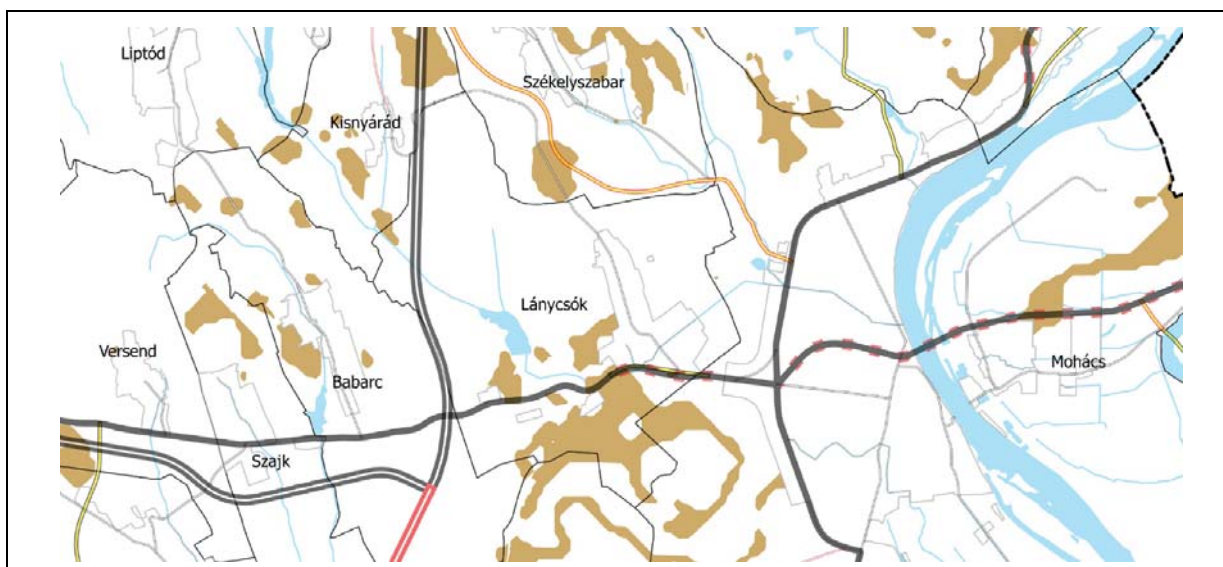 Liptód
Székelyszabar
Kisnyárád
Lánycsók
Versend
Babarc
Mohács
Szajk